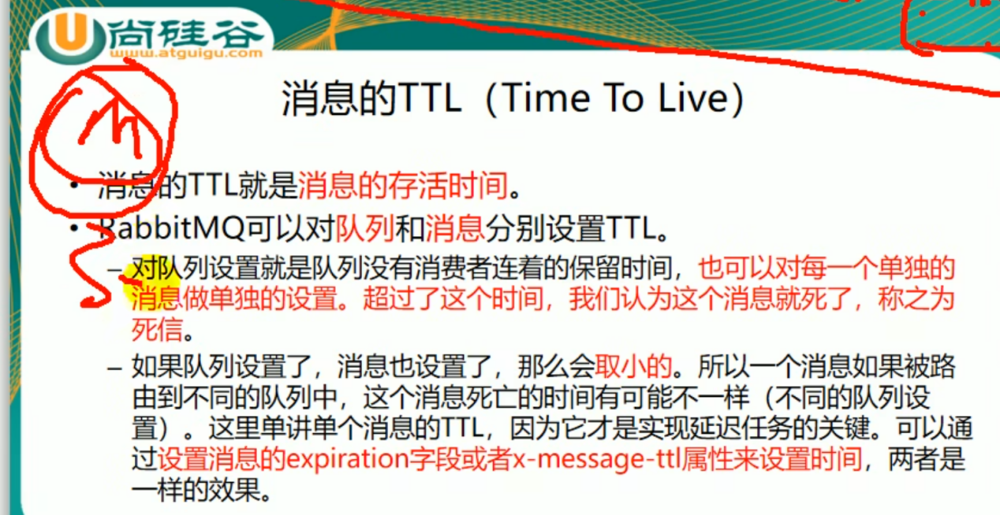 尚硅谷
www.atguigu.com
消息的TTL（Time To Live）
• 消息的TTL就是消息的存活时间。
• RabbitMQ可以对队列和消息分别设置TTL。
– 对队列设置就是队列没有消费者连着的保留时间，也可以对每一个单独的
消息做单独的设置。超过了这个时间，我们认为这个消息就死了，称之为
死信。
– 如果队列设置了，消息也设置了，那么会取小的。所以一个消息如果被路
由到不同的队列中，这个消息死亡的时间有可能不一样（不同的队列设
置）。这里单讲单个消息的TTL，因为它才是实现延迟任务的关键。可以通
过设置消息的expiration字段或者x-message-ttl属性来设置时间，两者是
一样的效果。